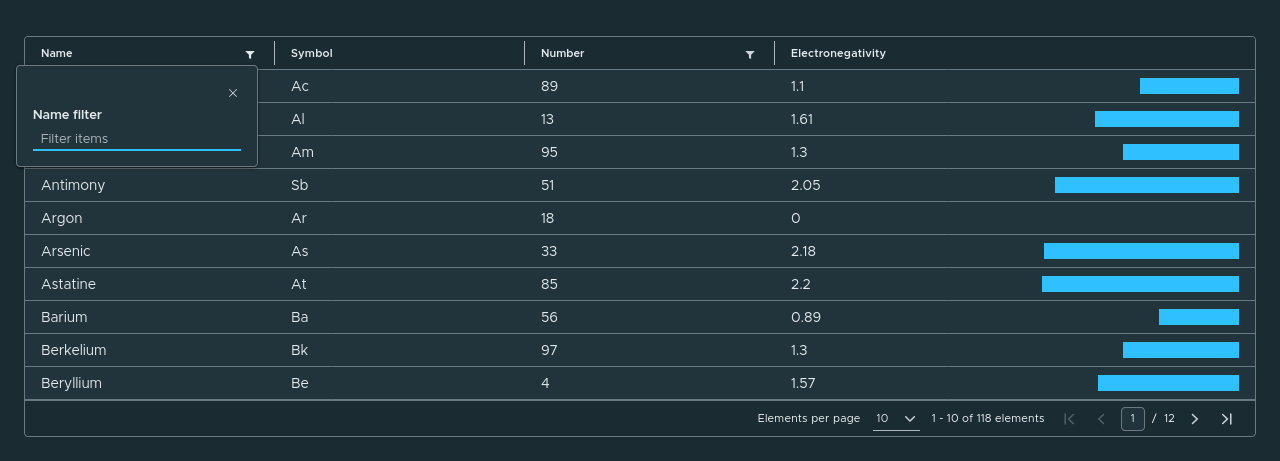 Name Symbol Number Electronegativity
Ac 89 1.1
Name filter
Filter items
Al 13 1.61
Am 95 1.3
Antimony Sb 51 2.05
Argon Ar 18 0
Arsenic As 33 2.18
Astatine At 85 2.2
Barium Ba 56 0.89
Berkelium Bk 97 1.3
Beryllium Be 4 1.57
Elements per page 10 1 - 10 of 118 elements 1 / 12